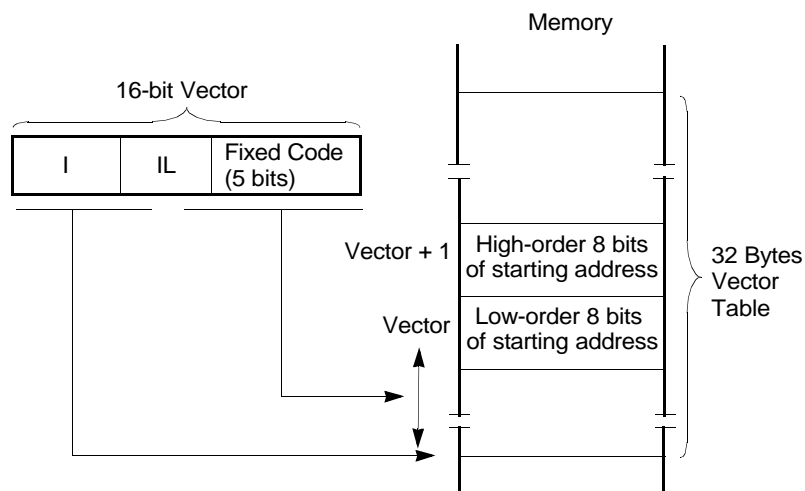 Memory
16-bit Vector
I
IL
Fixed Code
(5 bits)
Vector + 1
High-order 8 bits
of starting address
Vector
Low-order 8 bits
of starting address
32 Bytes
Vector
Table